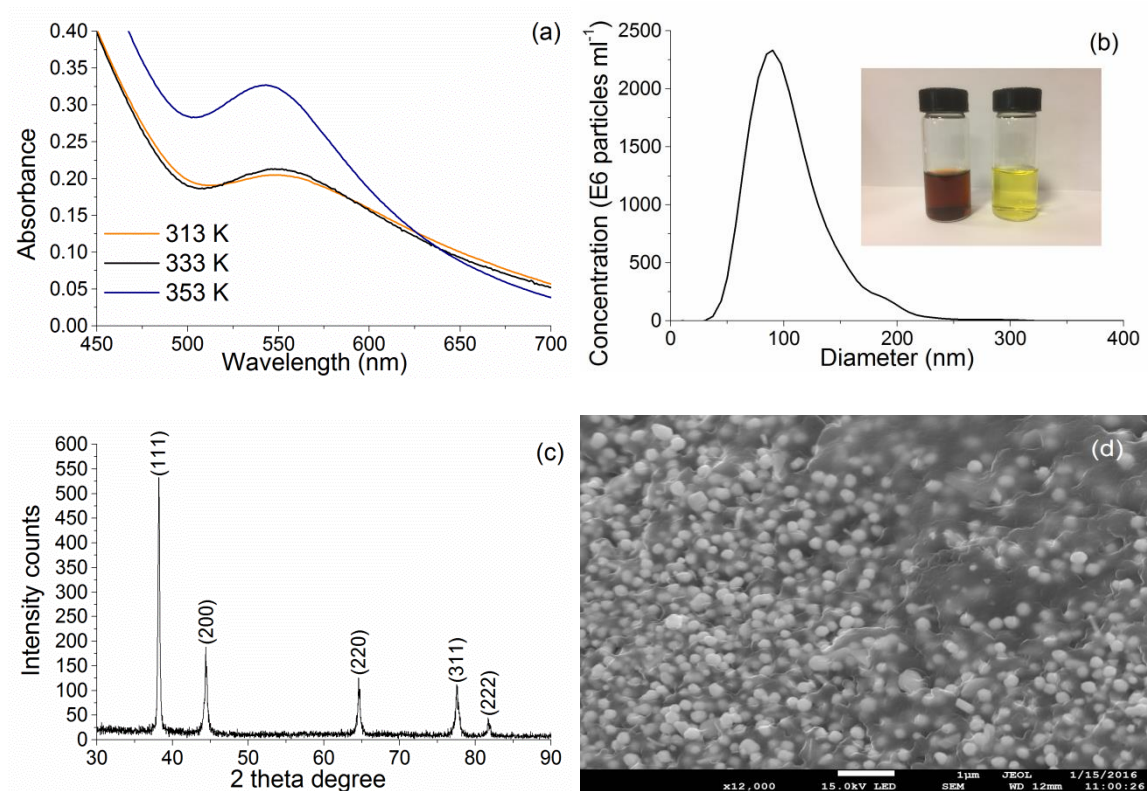 (a)
0.40
0.35
0.30
0.25
0.20
0.15
0.10
0.05
0.00
Absorbance
313 K
333 K
353 K
450 500 550 600 650 700
Wavelength (nm)
(b)
2500
2000
1500
1000
500
0
Concentration (E6 particles ml⁻¹)
0 100 200 300 400
Diameter (nm)
(c)
600
550
500
450
400
350
300
250
200
150
100
50
0
Intensity counts
(111)
(200)
(220)
(311)
(222)
30 40 50 60 70 80 90
2 theta degree
(d)
1µm JEOL 1/15/2016
x12,000 15.0kV LED SEM WD 12mm 11:00:26